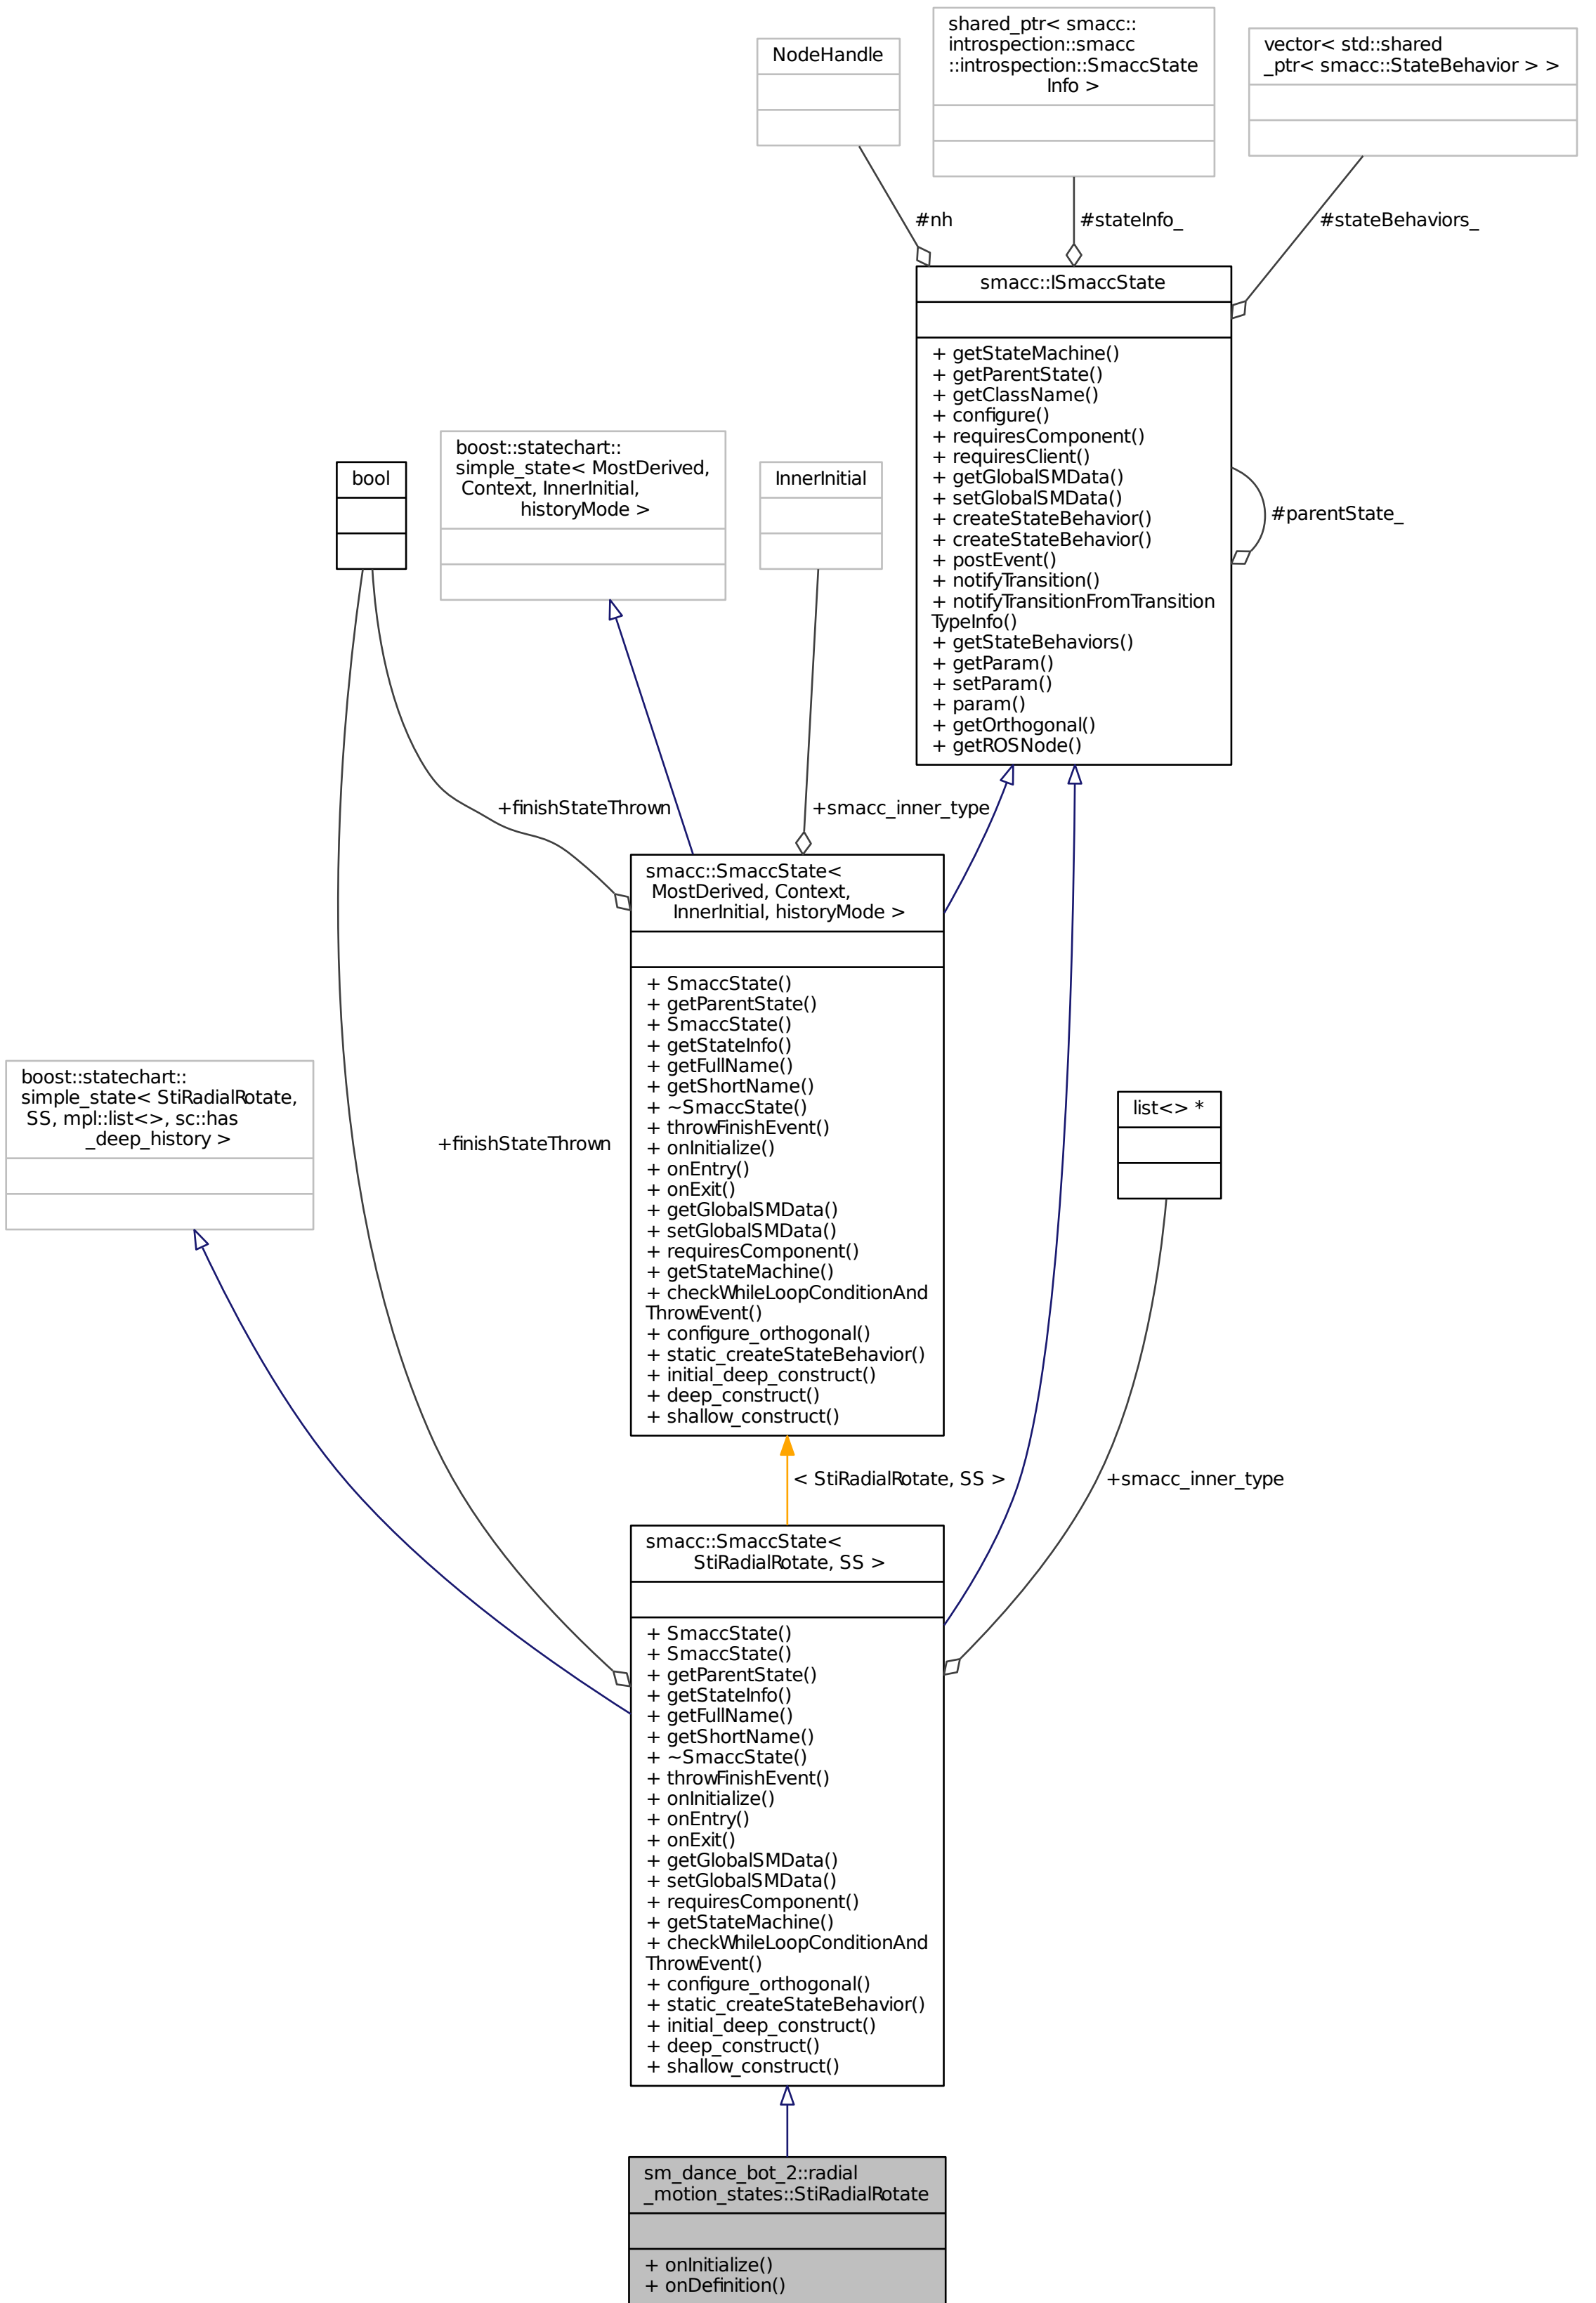 NodeHandle
shared_ptr< smacc::
introspection::smacc
::introspection::SmaccState
Info >
vector< std::shared
_ptr< smacc::StateBehavior > >
#nh
#stateInfo_
#stateBehaviors_
smacc::ISmaccState
+ getStateMachine()
+ getParentState()
+ getClassName()
+ configure()
+ requiresComponent()
+ requiresClient()
+ getGlobalSMData()
+ setGlobalSMData()
+ createStateBehavior()
+ createStateBehavior()
+ postEvent()
+ notifyTransition()
+ notifyTransitionFromTransition
TypeInfo()
+ getStateBehaviors()
+ getParam()
+ setParam()
+ param()
+ getOrthogonal()
+ getROSNode()
#parentState_
bool
boost::statechart::
simple_state< MostDerived,
Context, InnerInitial,
historyMode >
InnerInitial
+finishStateThrown
+smacc_inner_type
smacc::SmaccState<
MostDerived, Context,
InnerInitial, historyMode >
+ SmaccState()
+ getParentState()
+ SmaccState()
+ getStateInfo()
+ getFullName()
+ getShortName()
+ ~SmaccState()
+ throwFinishEvent()
+ onInitialize()
+ onEntry()
+ onExit()
+ getGlobalSMData()
+ setGlobalSMData()
+ requiresComponent()
+ getStateMachine()
+ checkWhileLoopConditionAnd
ThrowEvent()
+ configure_orthogonal()
+ static_createStateBehavior()
+ initial_deep_construct()
+ deep_construct()
+ shallow_construct()
boost::statechart::
simple_state< StiRadialRotate,
SS, mpl::list<>, sc::has
_deep_history >
+finishStateThrown
list<> *
< StiRadialRotate, SS >
+smacc_inner_type
smacc::SmaccState<
StiRadialRotate, SS >
+ SmaccState()
+ SmaccState()
+ getParentState()
+ getStateInfo()
+ getFullName()
+ getShortName()
+ ~SmaccState()
+ throwFinishEvent()
+ onInitialize()
+ onEntry()
+ onExit()
+ getGlobalSMData()
+ setGlobalSMData()
+ requiresComponent()
+ getStateMachine()
+ checkWhileLoopConditionAnd
ThrowEvent()
+ configure_orthogonal()
+ static_createStateBehavior()
+ initial_deep_construct()
+ deep_construct()
+ shallow_construct()
sm_dance_bot_2::radial
_motion_states::StiRadialRotate
+ onInitialize()
+ onDefinition()